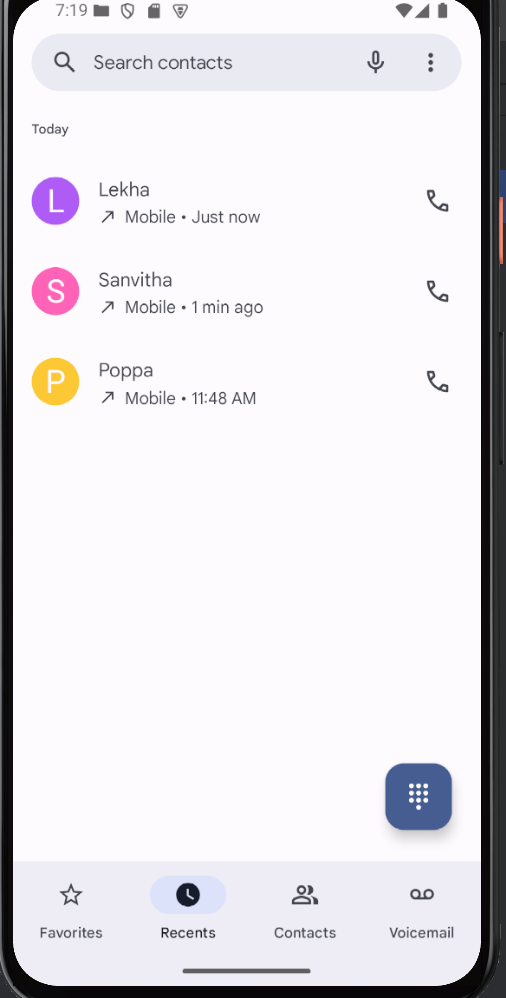 7:19
Search contacts
Today
L
Lekha
Mobile • Just now
S
Sanvitha
Mobile • 1 min ago
P
Poppa
Mobile • 11:48 AM
Favorites
Recents
Contacts
Voicemail